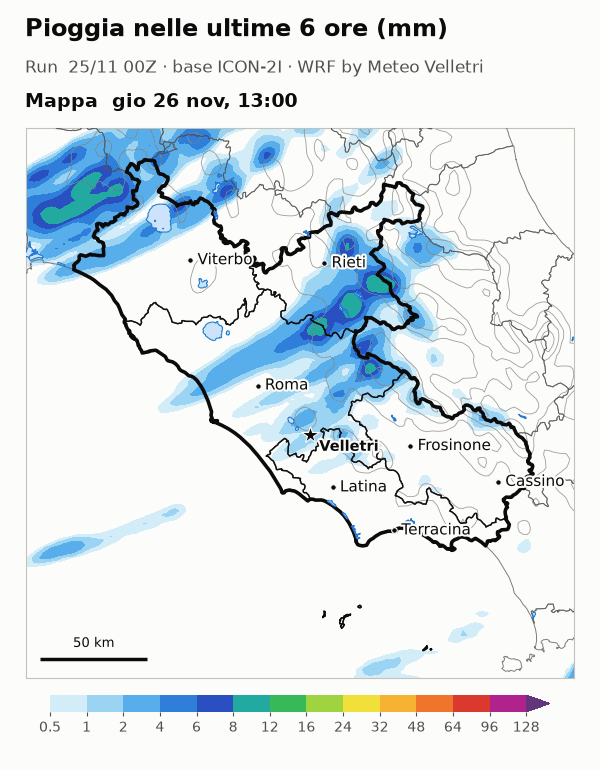 Pioggia nelle ultime 6 ore (mm)
Run 25/11 00Z · base ICON-2I · WRF by Meteo Velletri
Mappa gio 26 nov, 13:00
Viterbo
Rieti
Roma
Velletri
Frosinone
Latina
Cassino
Terracina
50 km
0.5 1 2 4 6 8 12 16 24 32 48 64 96 128